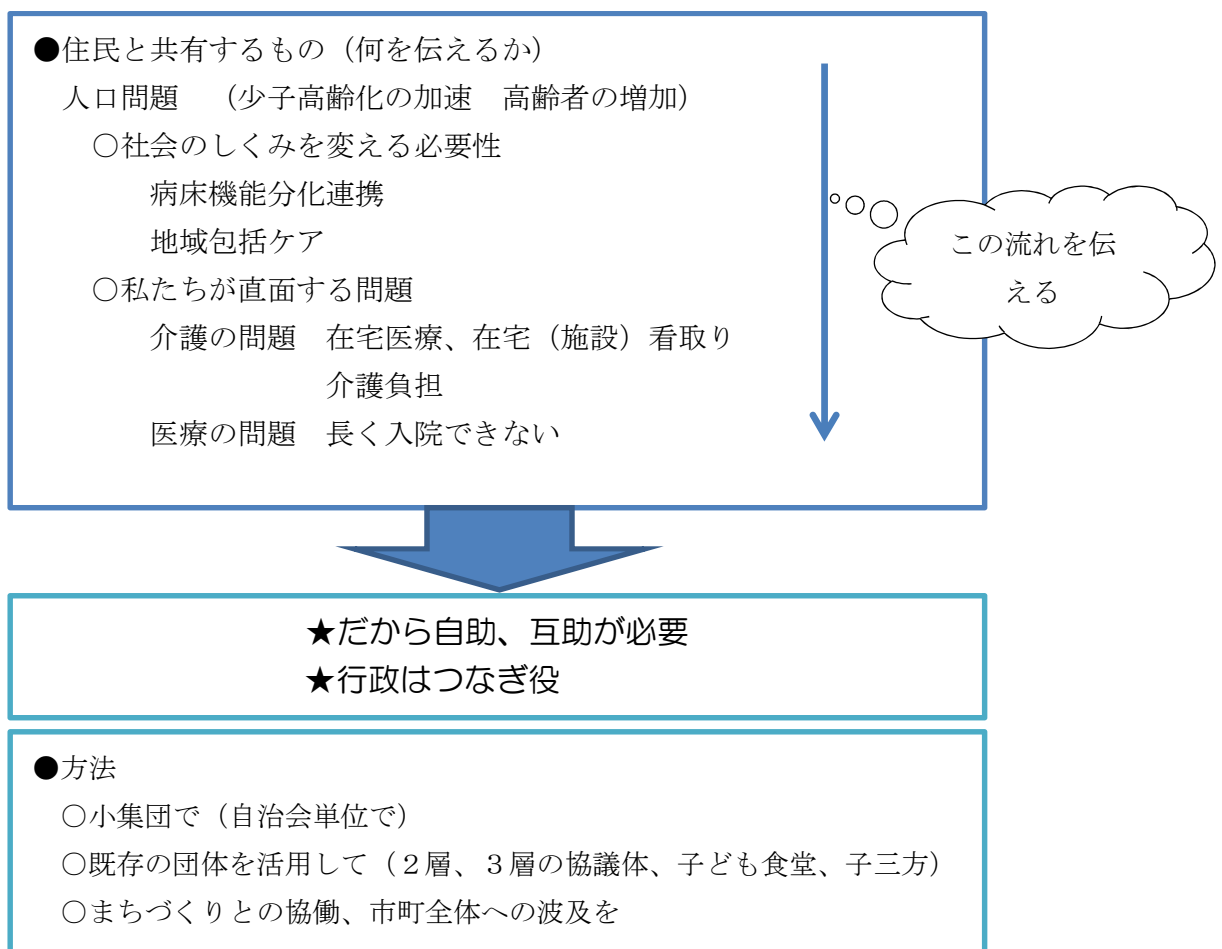 ●住民と共有するもの（何を伝えるか）
人口問題　（少子高齢化の加速　高齢者の増加）
○社会のしくみを変える必要性
病床機能分化連携
地域包括ケア
この流れを伝
える
○私たちが直面する問題
介護の問題　在宅医療、在宅（施設）看取り
介護負担
医療の問題　長く入院できない
★だから自助、互助が必要
★行政はつなぎ役
●方法
○小集団で（自治会単位で）
○既存の団体を活用して（２層、３層の協議体、子ども食堂、子三方）
○まちづくりとの協働、市町全体への波及を